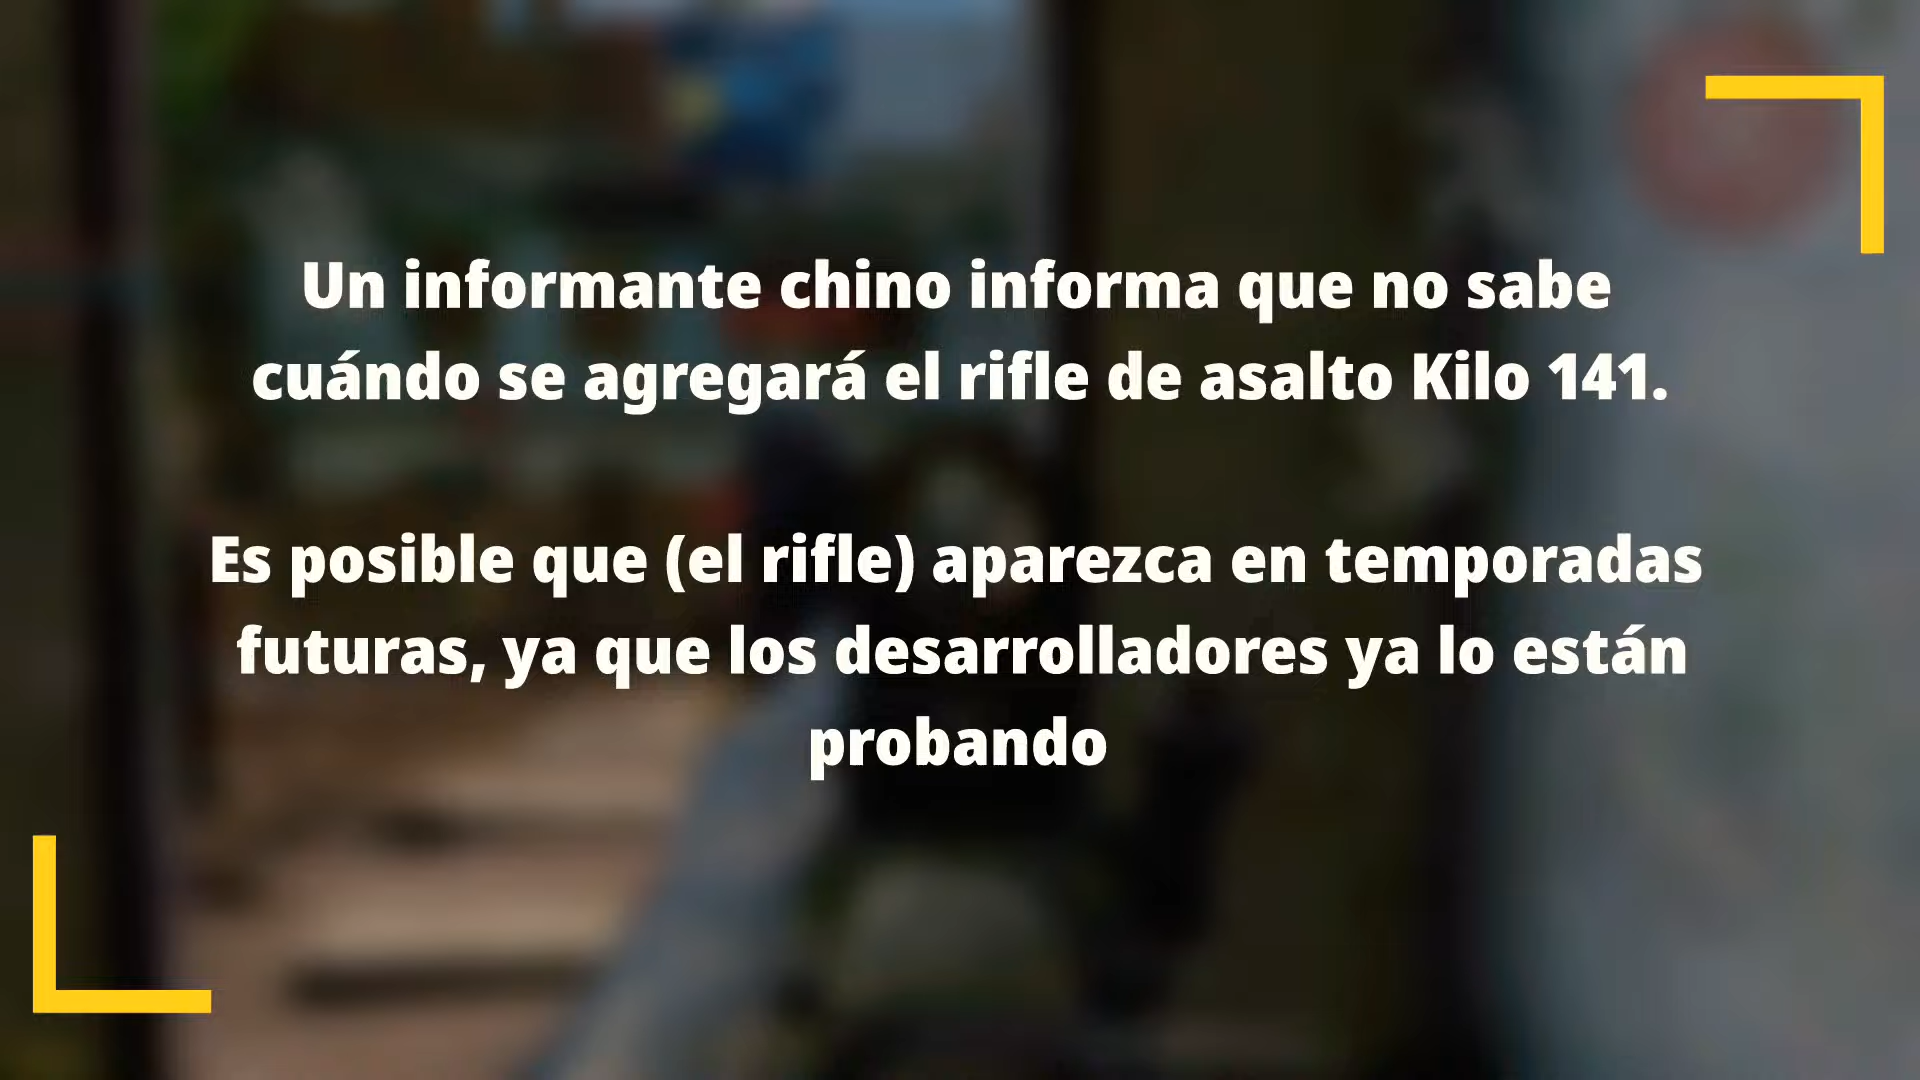 Un informante chino informa que no sabe
cuándo se agregará el rifle de asalto Kilo 141.
Es posible que (el rifle) aparezca en temporadas
futuras, ya que los desarrolladores ya lo están
probando